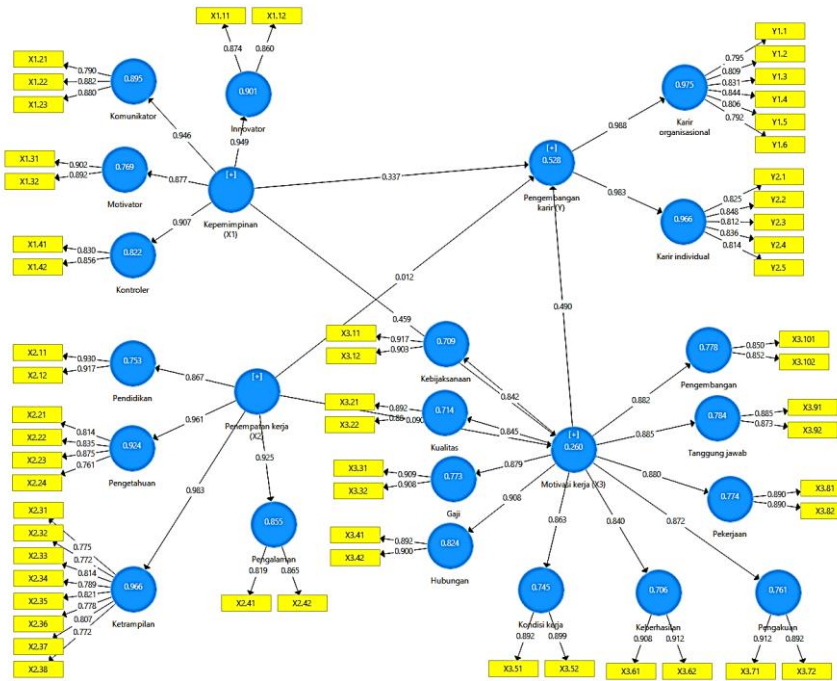 X1.11
X1.12
0.874
0.860
0.901
Innovator
X1.21
X1.22
X1.23
0.790
0.882
0.880
0.895
Komunikator
0.946
0.949
X1.31
X1.32
0.902
0.892
0.769
Motivator
0.877
[+]
Kepemimpinan
(X1)
0.907
X1.41
X1.42
0.830
0.856
0.822
Kontroler
0.337
0.012
0.459
[+]
0.528
Pengembangan
karir (Y)
0.988
0.983
0.490
0.975
Karir
organisasional
0.795
0.809
0.831
0.844
0.806
0.792
Y1.1
Y1.2
Y1.3
Y1.4
Y1.5
Y1.6
0.966
Karir individual
0.825
0.848
0.812
0.836
0.814
Y2.1
Y2.2
Y2.3
Y2.4
Y2.5
X2.11
X2.12
0.930
0.917
0.753
Pendidikan
0.867
[+]
Penempatan kerja
(X2)
X2.21
X2.22
X2.23
X2.24
0.814
0.835
0.875
0.761
0.924
Pengetahuan
0.961
0.983
0.925
X2.31
X2.32
X2.33
X2.34
X2.35
X2.36
X2.37
X2.38
0.775
0.772
0.814
0.789
0.821
0.778
0.807
0.772
0.966
Ketrampilan
0.855
Pengalaman
0.819
0.865
X2.41
X2.42
X3.11
X3.12
0.917
0.903
0.709
Kebijaksanaan
0.842
X3.21
X3.22
0.892
0.88
0.090
0.714
Kualitas
0.845
X3.31
X3.32
0.909
0.908
0.773
Gaji
0.879
X3.41
X3.42
0.892
0.900
0.824
Hubungan
0.908
[+]
0.260
Motivasi kerja (X3)
0.863
0.840
0.872
0.880
0.885
0.882
0.745
Kondisi kerja
0.892
0.899
X3.51
X3.52
0.706
Keberhasilan
0.908
0.912
X3.61
X3.62
0.761
Pengakuan
0.912
0.892
X3.71
X3.72
0.774
Pekerjaan
0.890
0.890
X3.81
X3.82
0.784
Tanggung jawab
0.885
0.873
X3.91
X3.92
0.778
Pengembangan
0.850
0.852
X3.101
X3.102